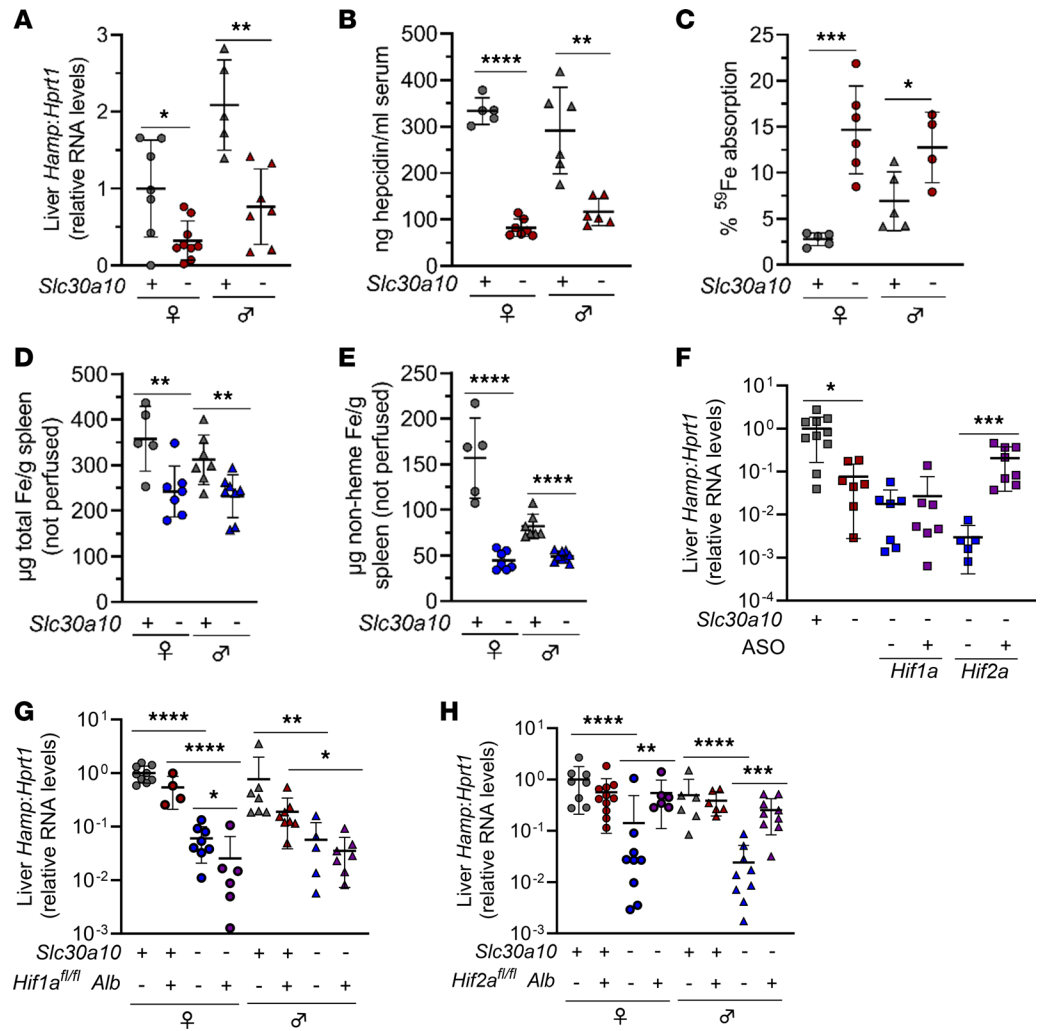 A
Liver Hamp:Hprt1
(relative RNA levels)
3
2
1
0
*
**
Slc30a10 + - + -
♀ ♂
B
ng hepcidin/ml serum
500
400
300
200
100
0
****
**
Slc30a10 + - + -
♀ ♂
C
% 59Fe absorption
25
20
15
10
5
0
***
*
Slc30a10 + - + -
♀ ♂
D
µg total Fe/g spleen
(not perfused)
500
400
300
200
100
0
**
**
Slc30a10 + - + -
♀ ♂
E
µg non-heme Fe/g
spleen (not perfused)
250
200
150
100
50
0
****
****
Slc30a10 + - + -
♀ ♂
F
Liver Hamp:Hprt1
(relative RNA levels)
10^1
10^0
10^-1
10^-2
10^-3
10^-4
*
***
Slc30a10 + -
ASO - + - +
Hif1a Hif2a
G
Liver Hamp:Hprt1
(relative RNA levels)
10^1
10^0
10^-1
10^-2
10^-3
****
****
*
**
*
Slc30a10 + + - - + + - -
Hif1a^fl/fl Alb - + - + - + - +
♀ ♂
H
Liver Hamp:Hprt1
(relative RNA levels)
10^1
10^0
10^-1
10^-2
10^-3
****
**
****
***
Slc30a10 + + - - + + - -
Hif2a^fl/fl Alb - + - + - + - +
♀ ♂